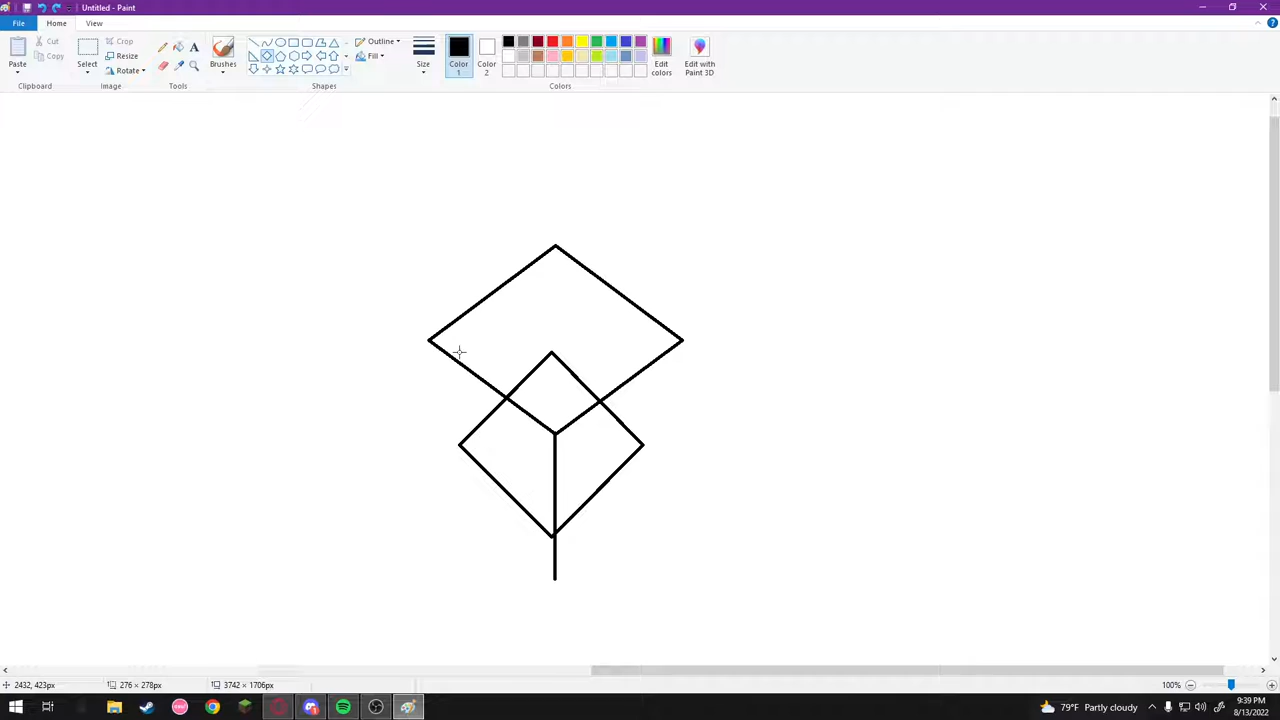 Untitled - Paint
File
Home
View
Paste
Cut
Copy
Clipboard
Select
Crop
Resize
Rotate
Image
A
Tools
Brushes
Outline
Fill
Shapes
Size
Color 1
Color 2
Edit colors
Edit with Paint 3D
Colors
2432, 423px
276 × 278px
3742 × 1706px
100%
79°F Partly cloudy
9:39 PM
8/13/2022